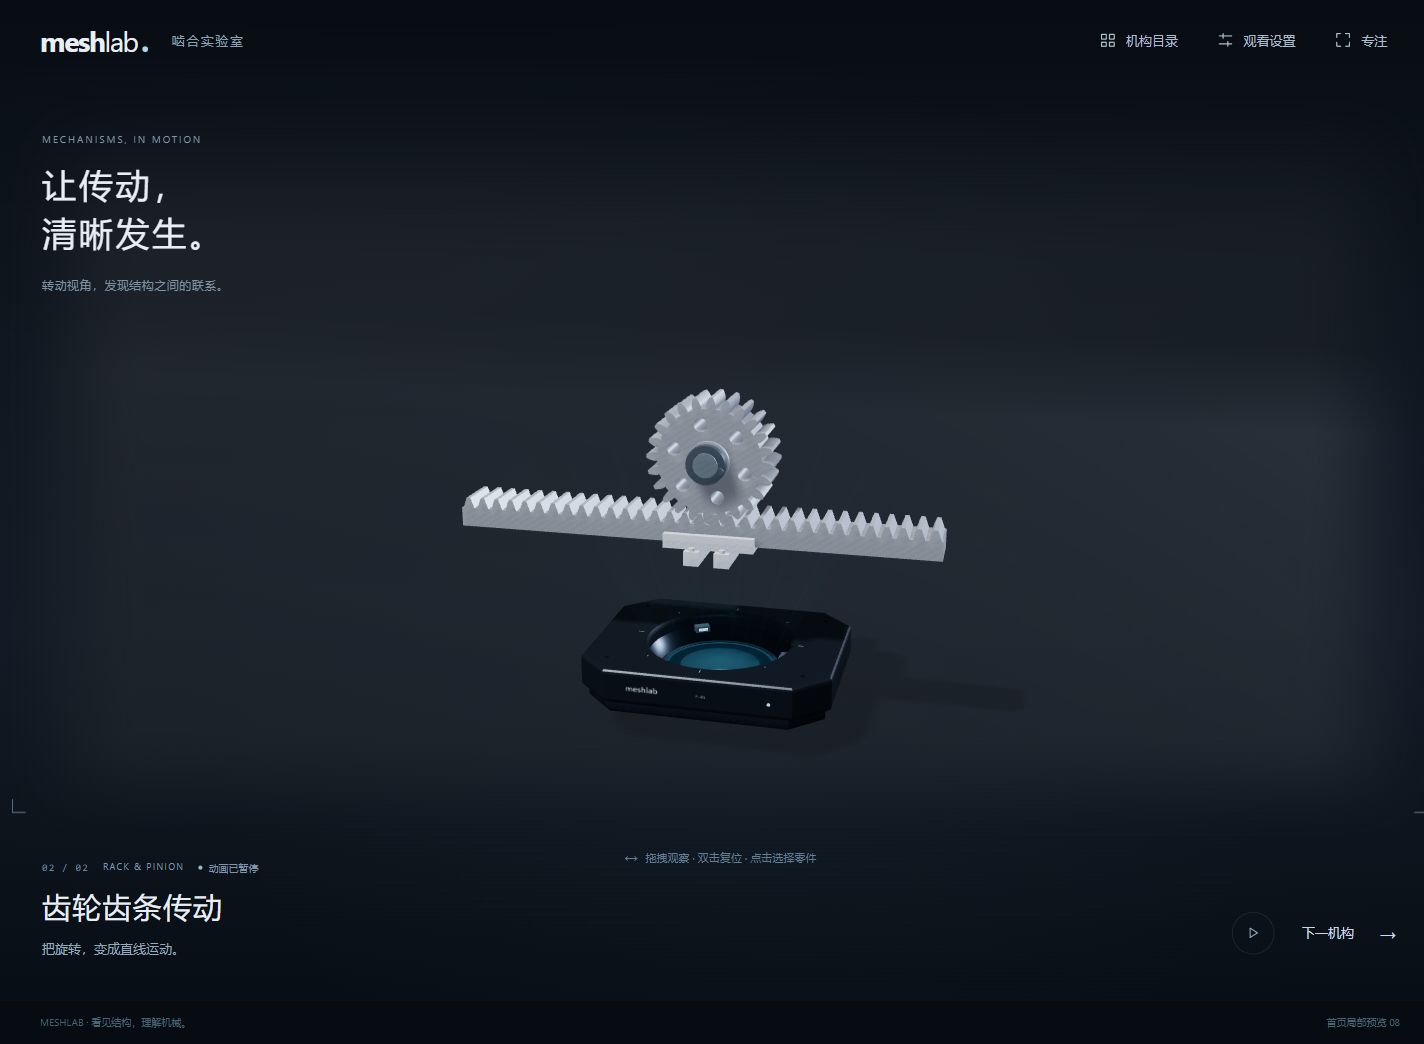 meshlab.
啮合实验室
机构目录
观看设置
专注
MECHANISMS, IN MOTION
让传动，
清晰发生。
转动视角，发现结构之间的联系。
meshlab
拖拽观察 · 双击复位 · 点击选择零件
02 / 02 RACK & PINION 动画已暂停
齿轮齿条传动
把旋转，变成直线运动。
下一机构 →
MESHLAB · 看见结构，理解机械。
首页局部预览 08